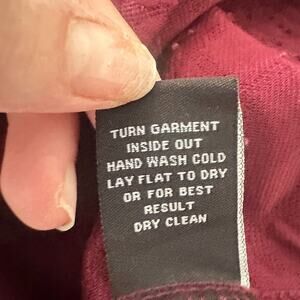 TURN GARMENT
INSIDE OUT
HAND WASH COLD
LAY FLAT TO DRY
OR FOR BEST
RESULT
DRY CLEAN